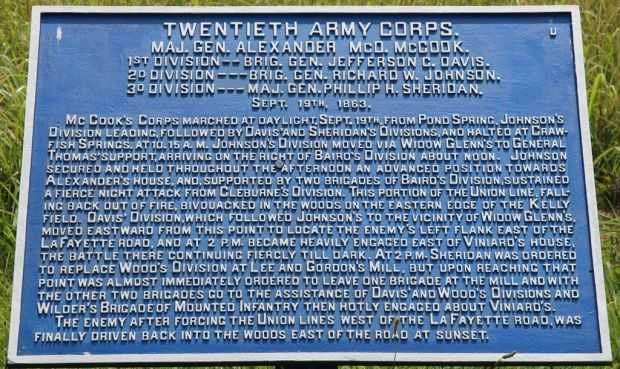 TWENTIETH ARMY CORPS.
U
MAJ. GEN. ALEXANDER McD. McCOOK.
1ST DIVISION--BRIG. GEN. JEFFERSON C. DAVIS.
2D DIVISION---BRIG. GEN. RICHARD W. JOHNSON.
3D DIVISION--- MAJ. GEN. PHILLIP H. SHERIDAN.
SEPT. 19TH, 1863.
McCOOK'S CORPS MARCHED AT DAYLIGHT, SEPT. 19TH, FROM POND SPRING, JOHNSON'S
DIVISION LEADING, FOLLOWED BY DAVIS' AND SHERIDAN'S DIVISIONS, AND HALTED AT CRAW-
FISH SPRINGS, AT 10.15 A.M. JOHNSON'S DIVISION MOVED VIA WIDOW GLENN'S TO GENERAL
THOMAS' SUPPORT, ARRIVING ON THE RIGHT OF BAIRD'S DIVISION ABOUT NOON. JOHNSON
SECURED AND HELD THROUGHOUT THE AFTERNOON AN ADVANCED POSITION TOWARDS
ALEXANDER'S HOUSE, AND, SUPPORTED BY TWO BRIGADES OF BAIRD'S DIVISION, SUSTAINED
A FIERCE NIGHT ATTACK FROM CLEBURNE'S DIVISION. THIS PORTION OF THE UNION LINE, FALL-
ING BACK OUT OF FIRE, BIVOUACKED IN THE WOODS ON THE EASTERN EDGE OF THE KELLY
FIELD. DAVIS' DIVISION, WHICH FOLLOWED JOHNSON'S TO THE VICINITY OF WIDOW GLENN'S,
MOVED EASTWARD FROM THIS POINT TO LOCATE THE ENEMY'S LEFT FLANK EAST OF THE
LAFAYETTE ROAD, AND AT 2 P.M. BECAME HEAVILY ENGAGED EAST OF VINIARD'S HOUSE,
THE BATTLE THERE CONTINUING FIERCLY TILL DARK. AT 2 P.M. SHERIDAN WAS ORDERED
TO REPLACE WOOD'S DIVISION AT LEE AND GORDON'S MILL, BUT UPON REACHING THAT
POINT WAS ALMOST IMMEDIATELY ORDERED TO LEAVE ONE BRIGADE AT THE MILL AND WITH
THE OTHER TWO BRIGADES GO TO THE ASSISTANCE OF DAVIS' AND WOOD'S DIVISIONS AND
WILDER'S BRIGADE OF MOUNTED INFANTRY THEN HOTLY ENGAGED ABOUT VINIARD'S.
THE ENEMY AFTER FORCING THE UNION LINES WEST OF THE LA FAYETTE ROAD, WAS
FINALLY DRIVEN BACK INTO THE WOODS EAST OF THE ROAD AT SUNSET.